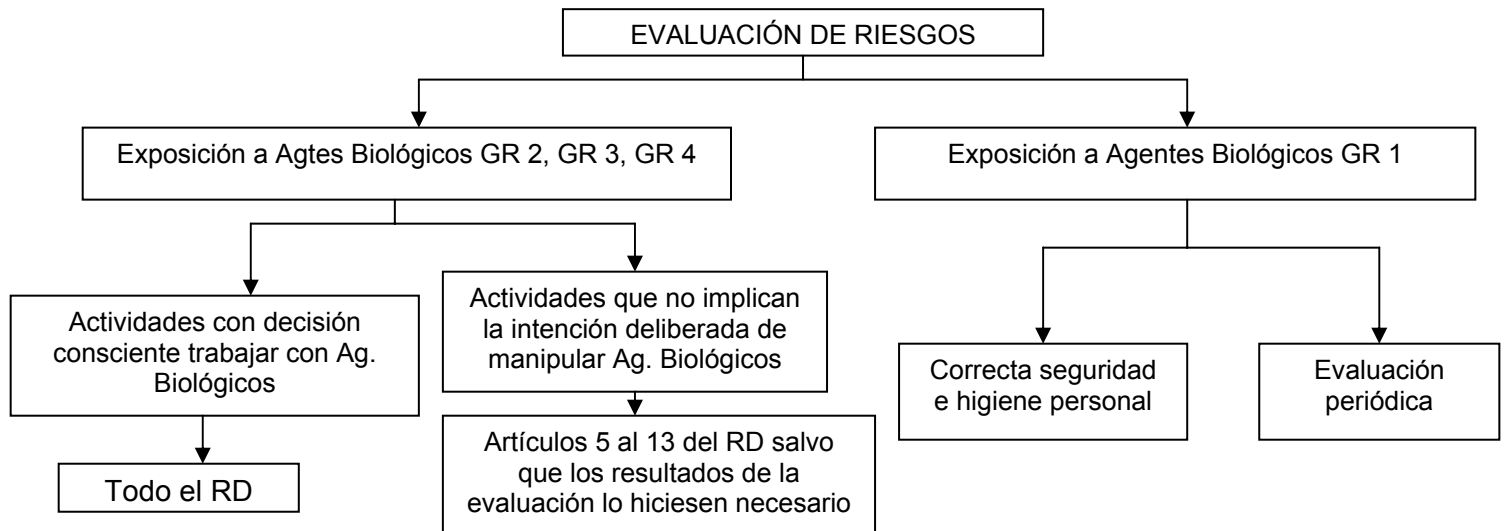 EVALUACIÓN DE RIESGOS
Exposición a Agtes Biológicos GR 2, GR 3, GR 4
Exposición a Agentes Biológicos GR 1
Actividades con decisión
consciente trabajar con Ag.
Biológicos
Actividades que no implican
la intención deliberada de
manipular Ag. Biológicos
Correcta seguridad
e higiene personal
Evaluación
periódica
Todo el RD
Artículos 5 al 13 del RD salvo
que los resultados de la
evaluación lo hiciesen necesario